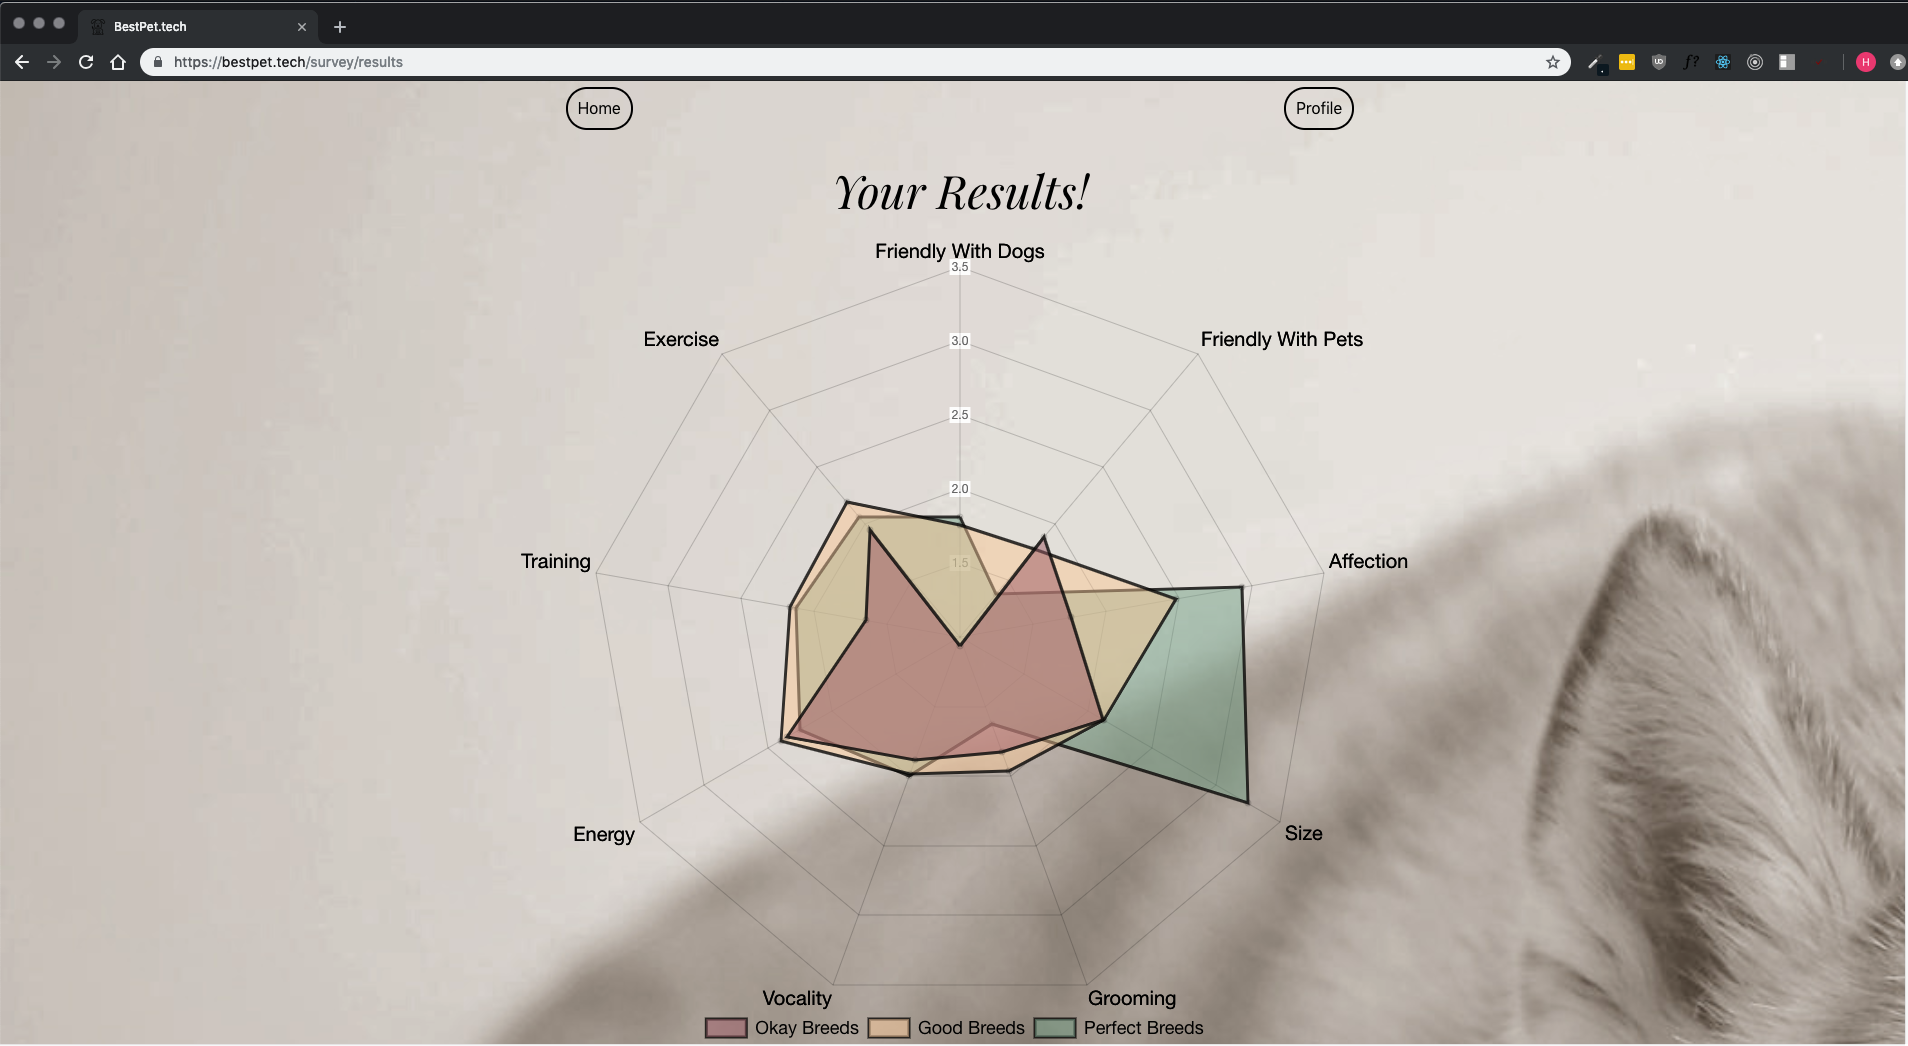 BestPet.tech
https://bestpet.tech/survey/results
H
Home
Profile
Your Results!
Friendly With Dogs
3.5
Exercise
Friendly With Pets
3.0
2.5
2.0
1.5
Training
Affection
Energy
Size
Vocality
Grooming
Okay Breeds
Good Breeds
Perfect Breeds